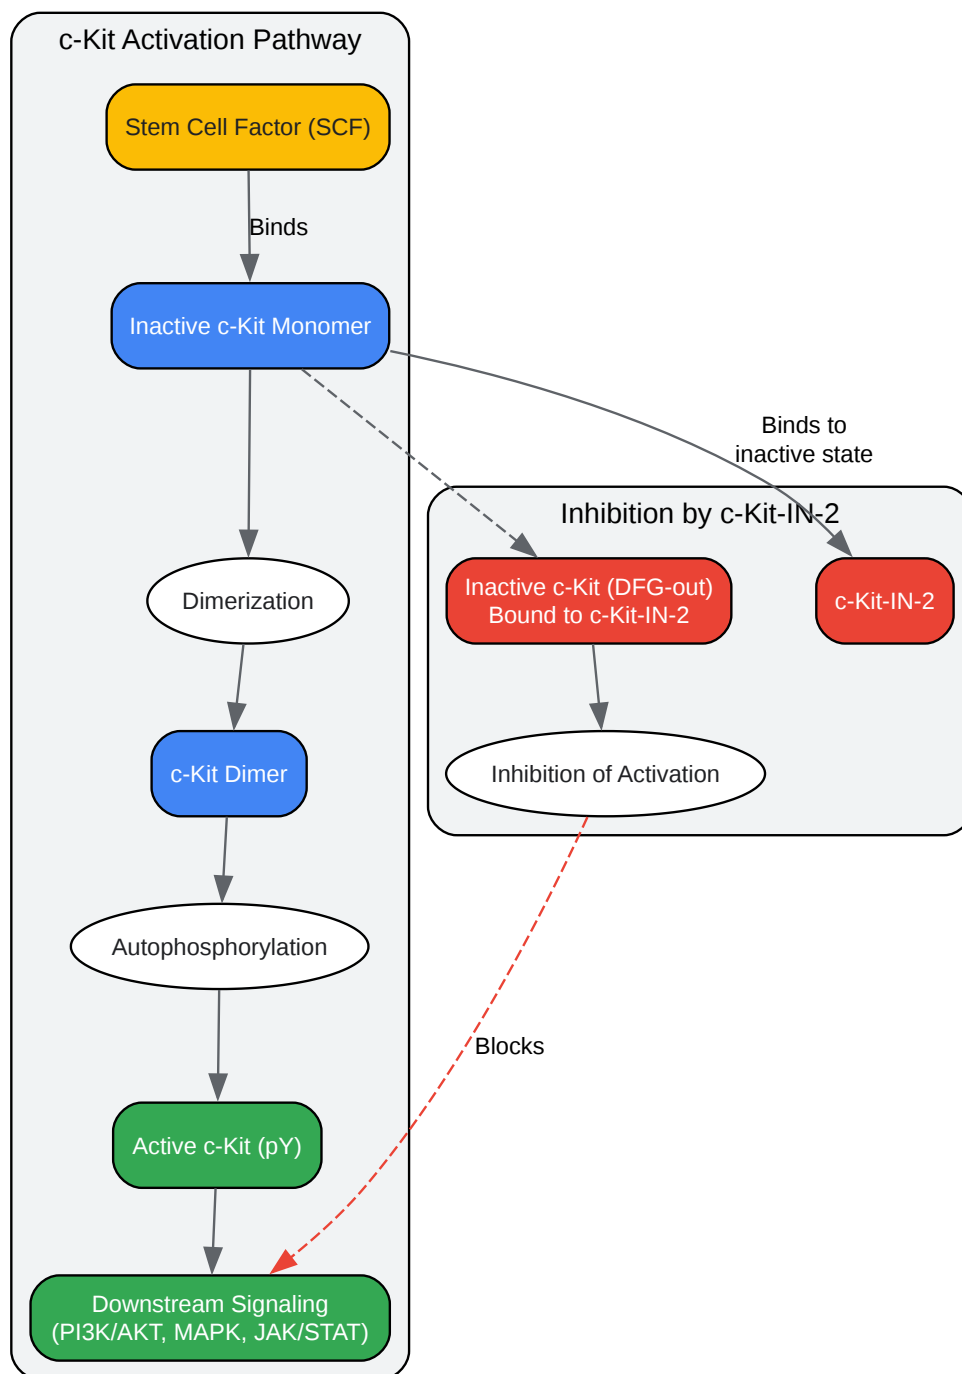 c-Kit Activation Pathway
Stem Cell Factor (SCF)
Binds
Inactive c-Kit Monomer
Binds to
inactive state
Inhibition by c-Kit-IN-2
Dimerization
Inactive c-Kit (DFG-out)
Bound to c-Kit-IN-2
c-Kit-IN-2
c-Kit Dimer
Inhibition of Activation
Autophosphorylation
Blocks
Active c-Kit (pY)
Downstream Signaling
(PI3K/AKT, MAPK, JAK/STAT)